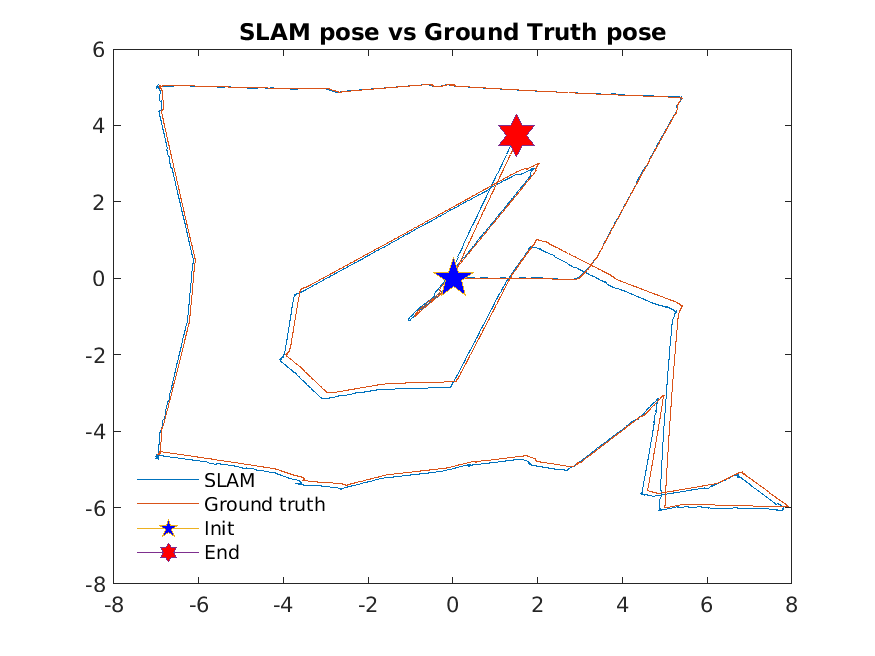 SLAM pose vs Ground Truth pose
6
4
2
0
-2
-4
-6
-8
SLAM
Ground truth
Init
End
-8 -6 -4 -2 0 2 4 6 8